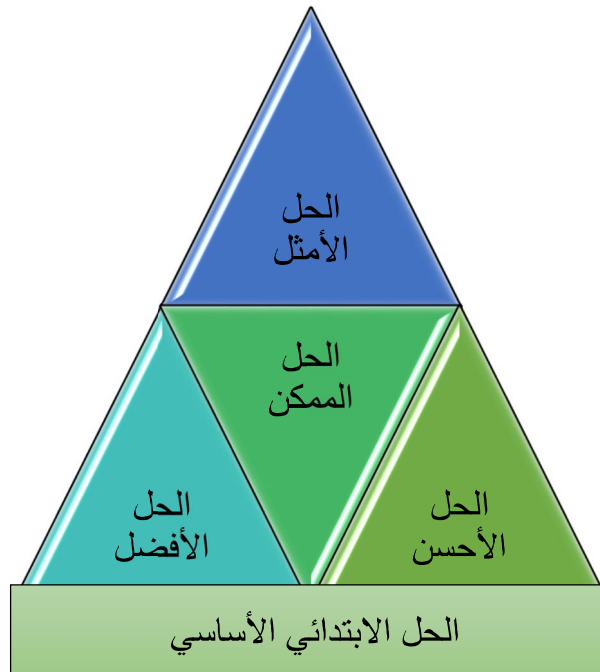 الحل
الأمثل
الحل
الممكن
الحل
الأحسن
الحل
الأفضل
الحل الابتدائي الأساسي